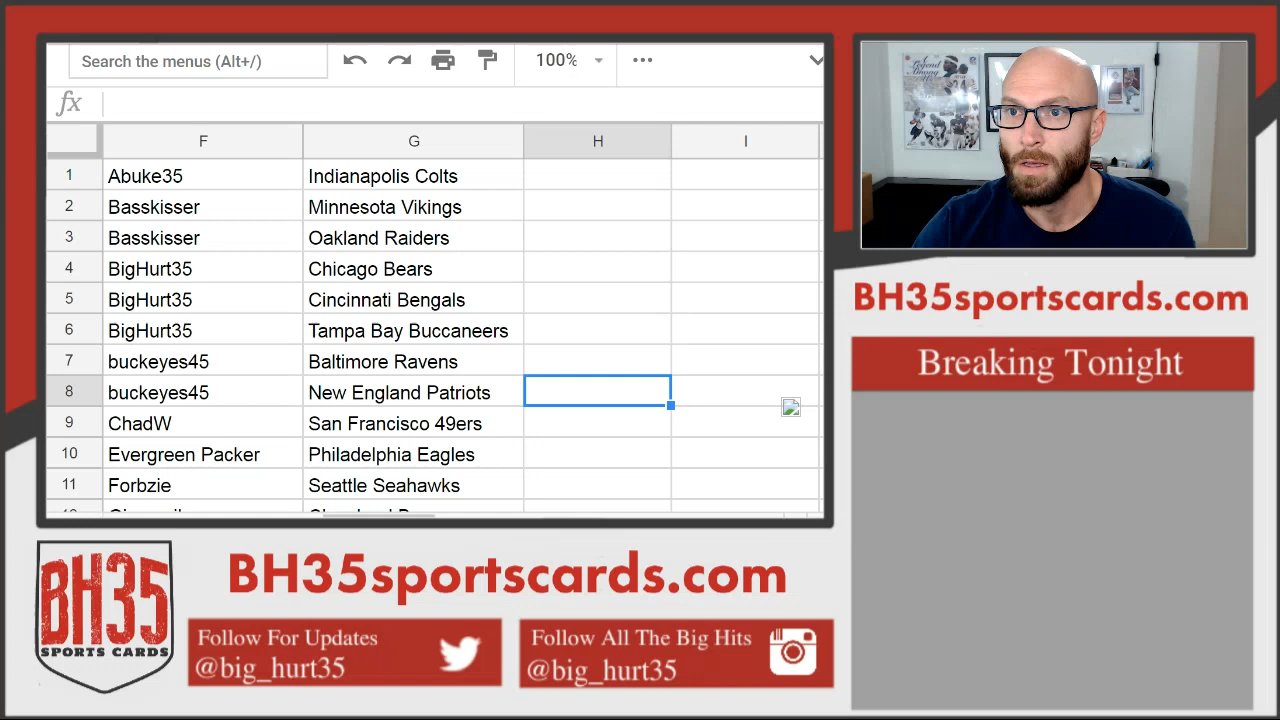 Search the menus (Alt+/)
100%
fx
F G H I
1 Abuke35 Indianapolis Colts
2 Basskisser Minnesota Vikings
3 Basskisser Oakland Raiders
4 BigHurt35 Chicago Bears
5 BigHurt35 Cincinnati Bengals
6 BigHurt35 Tampa Bay Buccaneers
7 buckeyes45 Baltimore Ravens
8 buckeyes45 New England Patriots
9 ChadW San Francisco 49ers
10 Evergreen Packer Philadelphia Eagles
11 Forbzie Seattle Seahawks
BH35sportscards.com
Breaking Tonight
BH35
SPORTS CARDS
BH35sportscards.com
Follow For Updates
@big_hurt35
Follow All The Big Hits
@big_hurt35